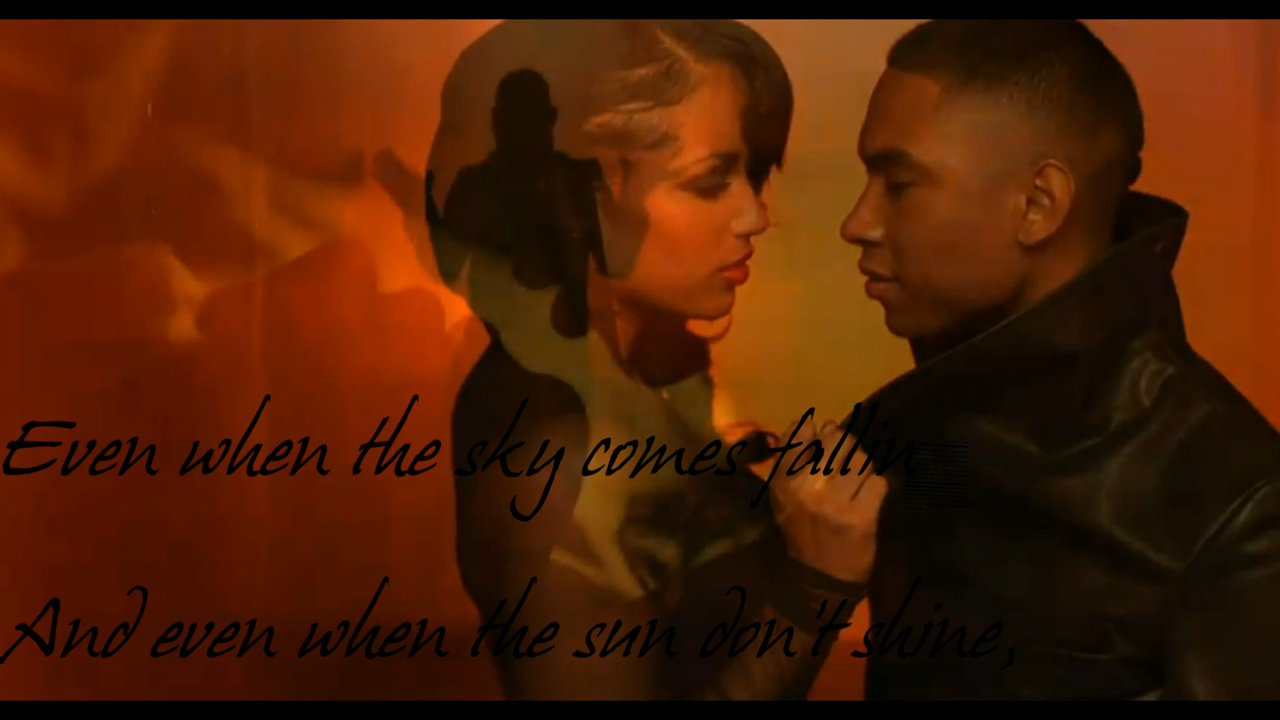 Even when the sky comes fallin
And even when the sun don't shine,